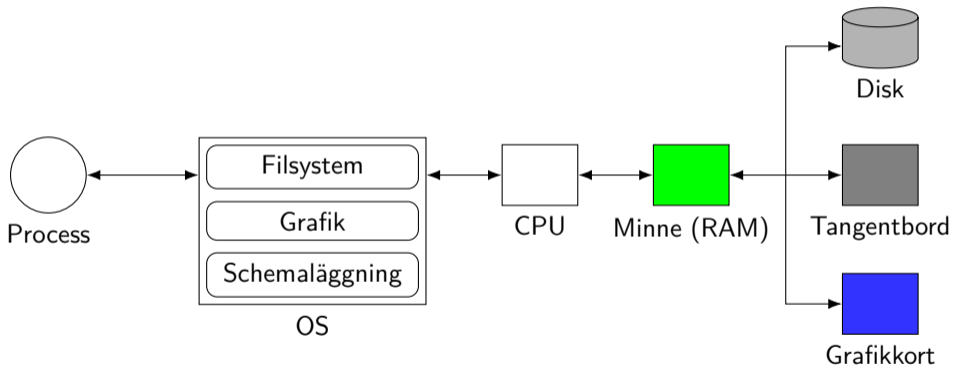 Process
Filsystem
Grafik
Schemaläggning
OS
CPU
Minne (RAM)
Disk
Tangentbord
Grafikkort